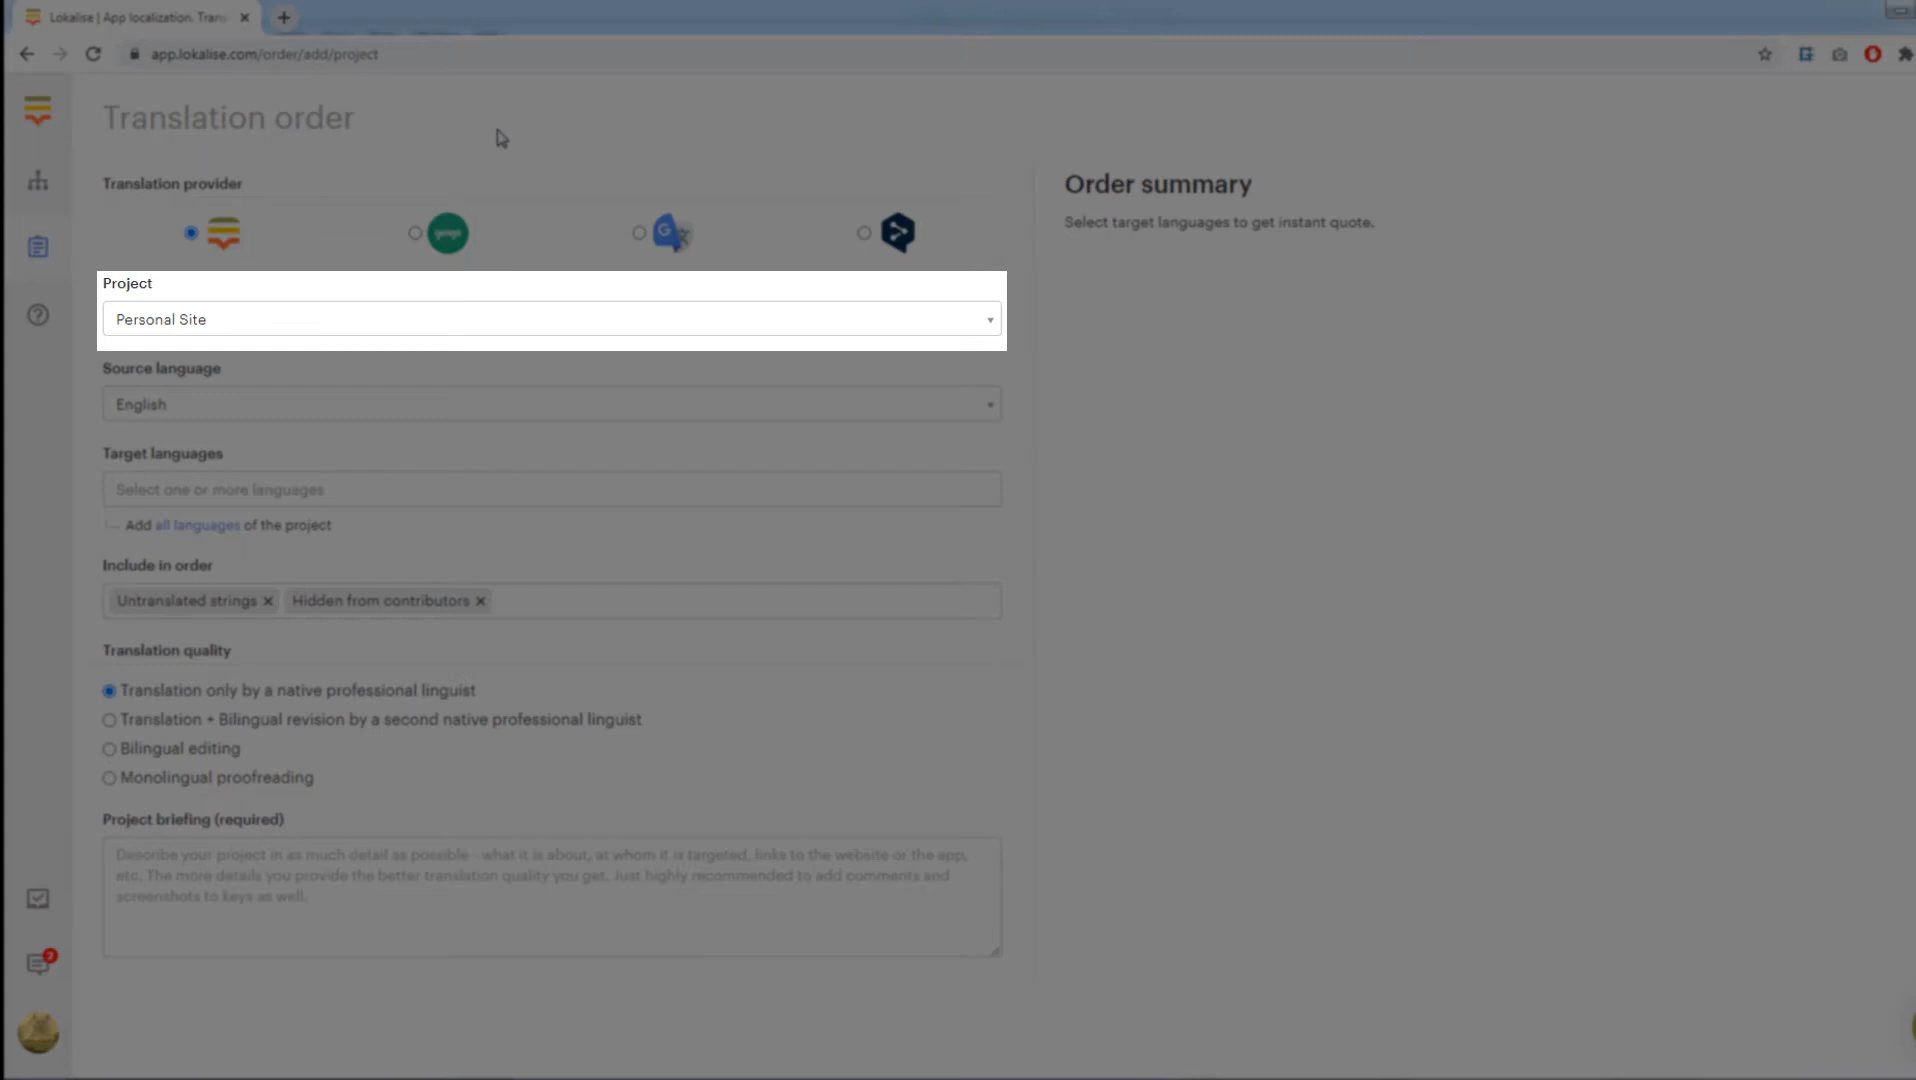 Lokalise | App localization. Trans
app.lokalise.com/order/add/project
Translation order
Translation provider
gengo
G
Order summary
Select target languages to get instant quote.
Project
Personal Site
Source language
English
Target languages
Select one or more languages
Add all languages of the project
Include in order
Untranslated strings × Hidden from contributors ×
Translation quality
Translation only by a native professional linguist
Translation + Bilingual revision by a second native professional linguist
Bilingual editing
Monolingual proofreading
Project briefing (required)
Describe your project in as much detail as possible - what it is about, at whom it is targeted, links to the website or the app,
etc. The more details you provide the better translation quality you get. Just highly recommended to add comments and
screenshots to keys as well.